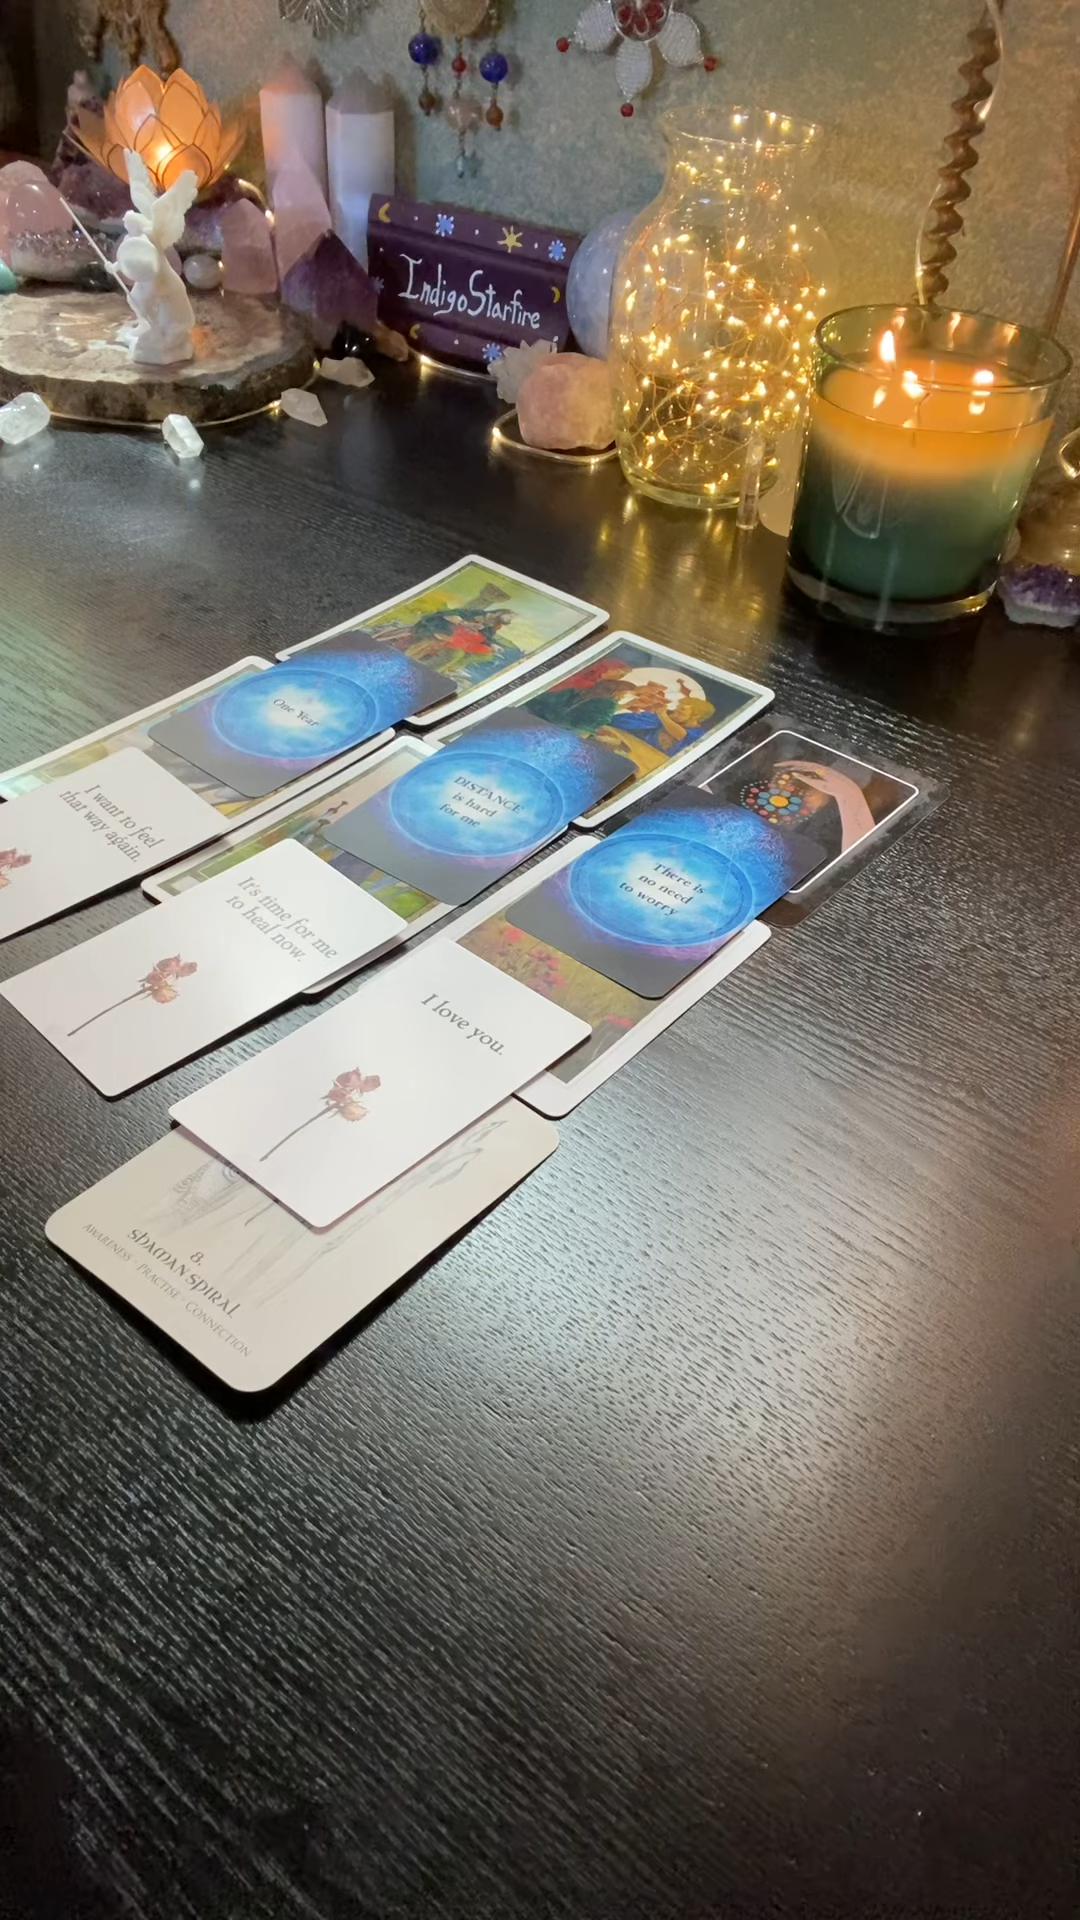 IndigoStarfire
One Year
DISTANCE
is hard
for me
There is
no need
to worry
I want to feel
that way again.
It's time for me
to heal now.
I love you.
8.
SHAMAN SPIRAL
AWARENESS - PRACTISE - CONNECTION